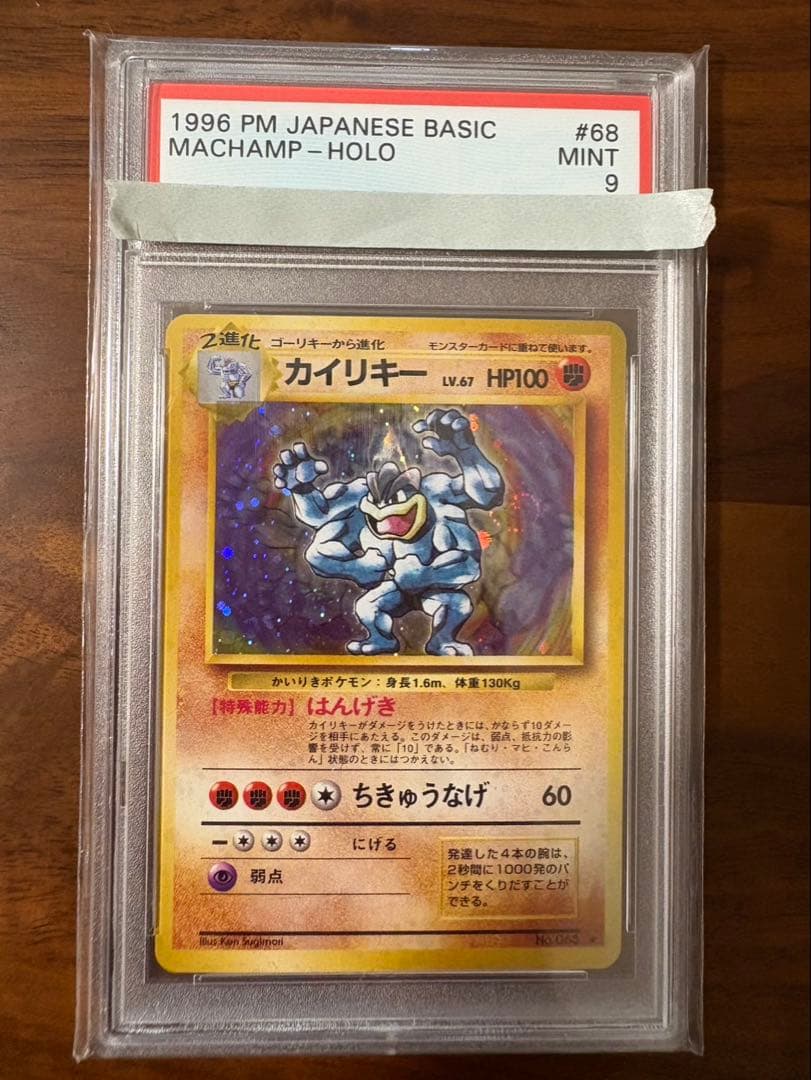 1996 PM JAPANESE BASIC #68
MACHAMP - HOLO MINT
9
2進化 ゴーリキーから進化 モンスターカードに重ねて使います。
カイリキー LV.67 HP100
かいりきポケモン：身長1.6m、体重130Kg
【特殊能力】はんげき
カイリキーがダメージをうけたときには、かならず10ダメー
ジを相手にあたえる。このダメージは、弱点、抵抗力の影
響を受けず、常に「10」である。「ねむり・マヒ・こんら
ん」状態のときにはつかえない。
ちきゅうなげ 60
にげる
弱点
発達した4本の腕は、
2秒間に1000発のパ
ンチをくりだすことが
できる。
Illus.Ken Sugimori No.068